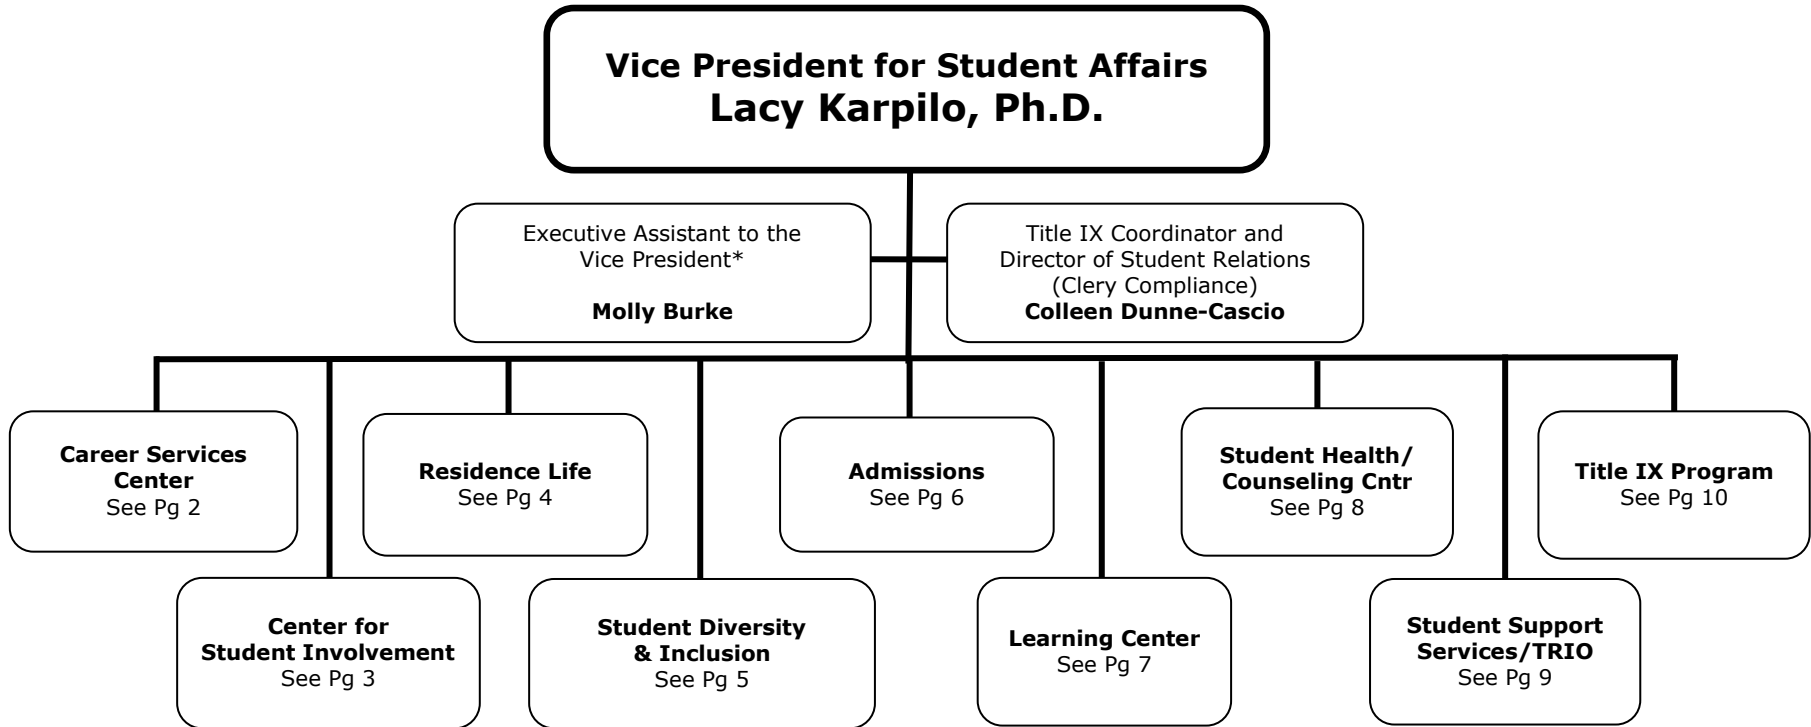 Vice President for Student Affairs
Lacy Karpilo, Ph.D.
Executive Assistant to the
Vice President*
Molly Burke
Title IX Coordinator and
Director of Student Relations
(Clery Compliance)
Colleen Dunne-Cascio
Career Services
Center
See Pg 2
Residence Life
See Pg 4
Admissions
See Pg 6
Student Health/
Counseling Cntr
See Pg 8
Title IX Program
See Pg 10
Center for
Student Involvement
See Pg 3
Student Diversity
& Inclusion
See Pg 5
Learning Center
See Pg 7
Student Support
Services/TRIO
See Pg 9